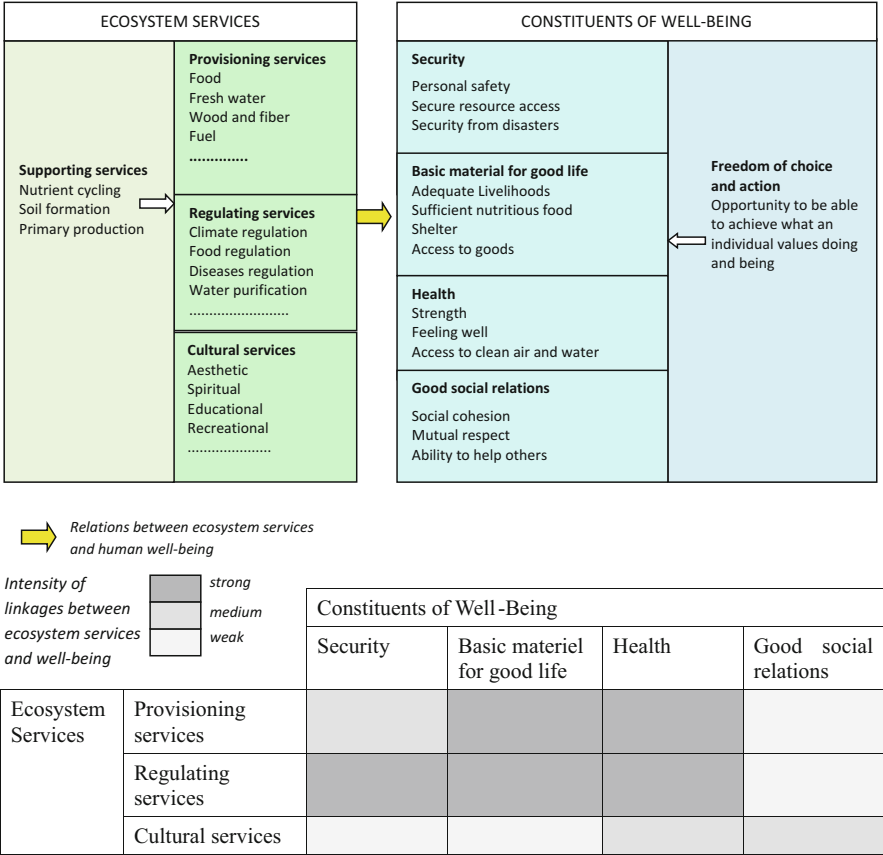 ECOSYSTEM SERVICES
Supporting services
Nutrient cycling
Soil formation
Primary production
Provisioning services
Food
Fresh water
Wood and fiber
Fuel
..............
Regulating services
Climate regulation
Food regulation
Diseases regulation
Water purification
.........................
Cultural services
Aesthetic
Spiritual
Educational
Recreational
.....................
CONSTITUENTS OF WELL-BEING
Security
Personal safety
Secure resource access
Security from disasters
Basic material for good life
Adequate Livelihoods
Sufficient nutritious food
Shelter
Access to goods
Health
Strength
Feeling well
Access to clean air and water
Good social relations
Social cohesion
Mutual respect
Ability to help others
Freedom of choice
and action
Opportunity to be able
to achieve what an
individual values doing
and being
Relations between ecosystem services
and human well-being
Intensity of
linkages between
ecosystem services
and well-being
strong
medium
weak
Constituents of Well-Being
Security
Basic materiel
for good life
Health
Good social
relations
Ecosystem
Services
Provisioning
services
Regulating
services
Cultural services